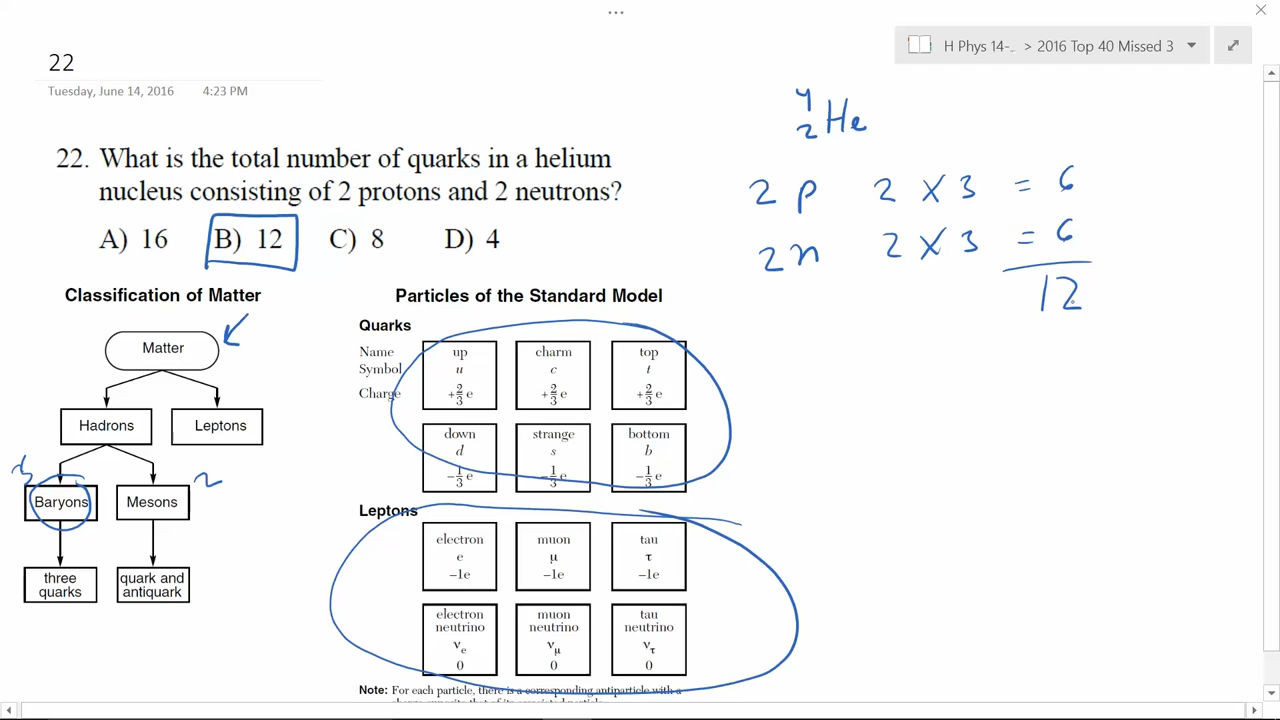 ...
H Phys 14-.. > 2016 Top 40 Missed 3
22
Tuesday, June 14, 2016 4:23 PM
22. What is the total number of quarks in a helium
nucleus consisting of 2 protons and 2 neutrons?
A) 16 B) 12 C) 8 D) 4
4
2 He
2 p 2 X 3 = 6
2 n 2 X 3 = 6
12
Classification of Matter
Matter
Hadrons Leptons
3 2
Baryons Mesons
three quark and
quarks antiquark
Particles of the Standard Model
Quarks
Name up charm top
Symbol u c t
Charge +2/3 e +2/3 e +2/3 e
down strange bottom
d s b
-1/3 e -1/3 e -1/3 e
Leptons
electron muon tau
e μ τ
–1e –1e –1e
electron muon tau
neutrino neutrino neutrino
νe νμ ντ
0 0 0
Note: For each particle, there is a corresponding antiparticle with a